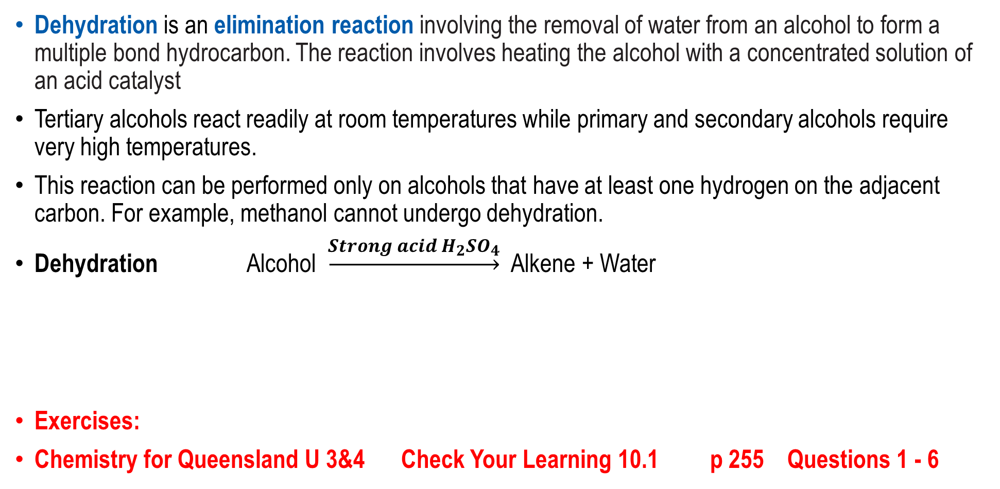 • Dehydration is an elimination reaction involving the removal of water from an alcohol to form a
multiple bond hydrocarbon. The reaction involves heating the alcohol with a concentrated solution of
an acid catalyst
• Tertiary alcohols react readily at room temperatures while primary and secondary alcohols require
very high temperatures.
• This reaction can be performed only on alcohols that have at least one hydrogen on the adjacent
carbon. For example, methanol cannot undergo dehydration.
Strong acid H₂SO₄
• Dehydration Alcohol ⟶ Alkene + Water
• Exercises:
• Chemistry for Queensland U 3&4 Check Your Learning 10.1 p 255 Questions 1 - 6